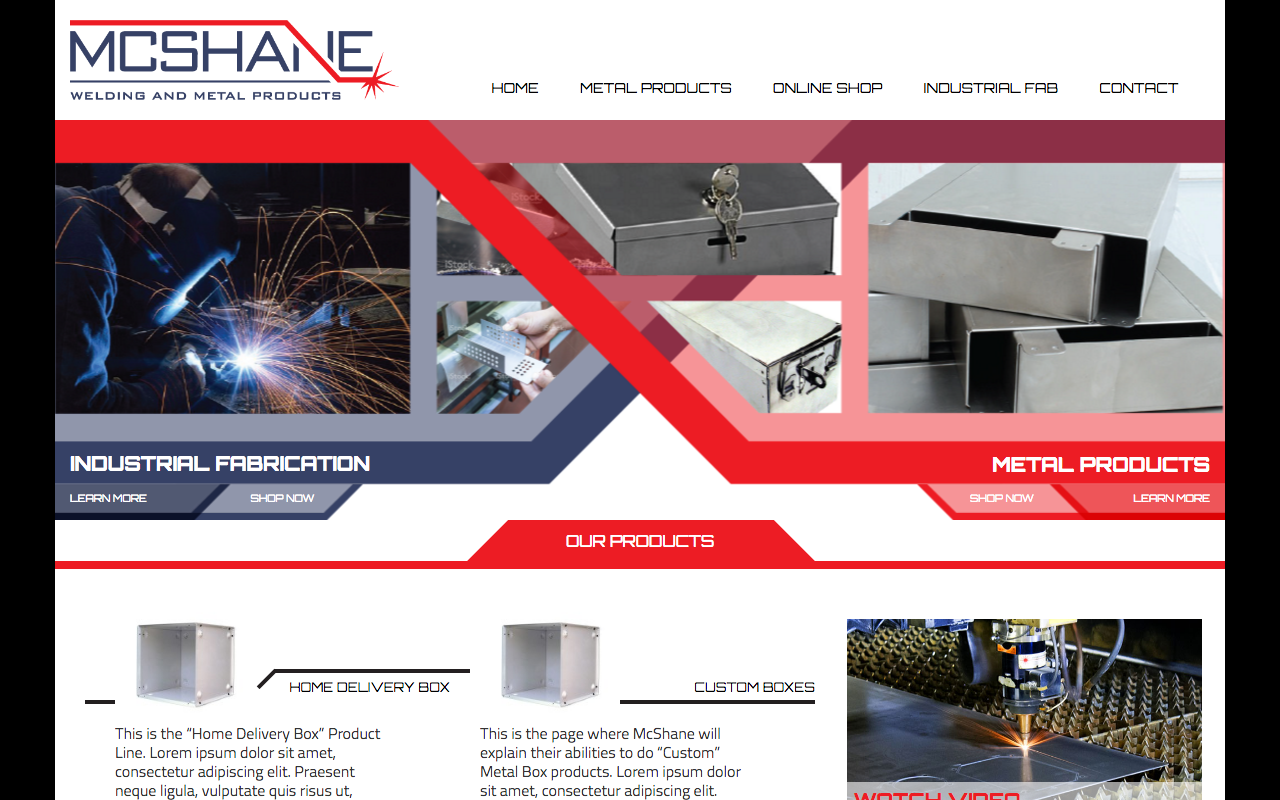 MCSHANE
WELDING AND METAL PRODUCTS
HOME
METAL PRODUCTS
ONLINE SHOP
INDUSTRIAL FAB
CONTACT
iStock
iStock
iStock
INDUSTRIAL FABRICATION
METAL PRODUCTS
LEARN MORE
SHOP NOW
SHOP NOW
LEARN MORE
OUR PRODUCTS
HOME DELIVERY BOX
This is the “Home Delivery Box” Product
Line. Lorem ipsum dolor sit amet,
consectetur adipiscing elit. Praesent
neque ligula, vulputate quis risus ut,
CUSTOM BOXES
This is the page where McShane will
explain their abilities to do “Custom”
Metal Box products. Lorem ipsum dolor
sit amet, consectetur adipiscing elit.
WATCH VIDEO